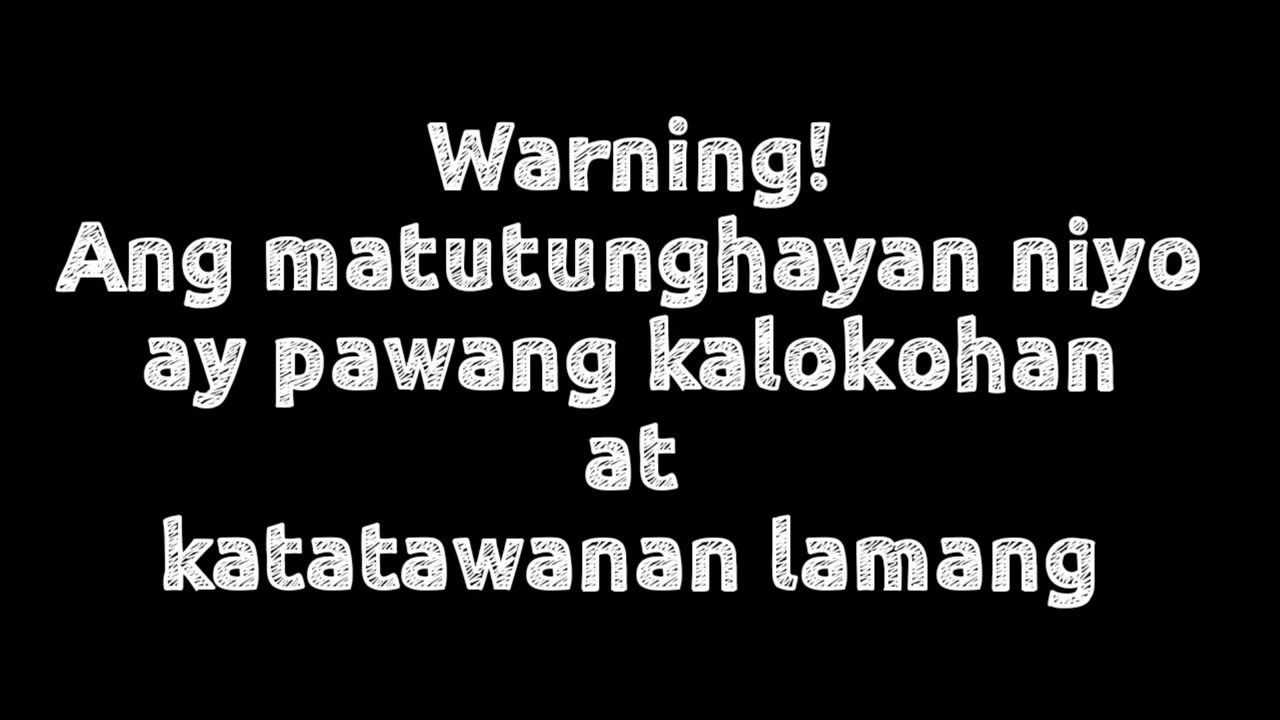 Warning!
Ang matutunghayan niyo
ay pawang kalokohan
at
katatawanan lamang